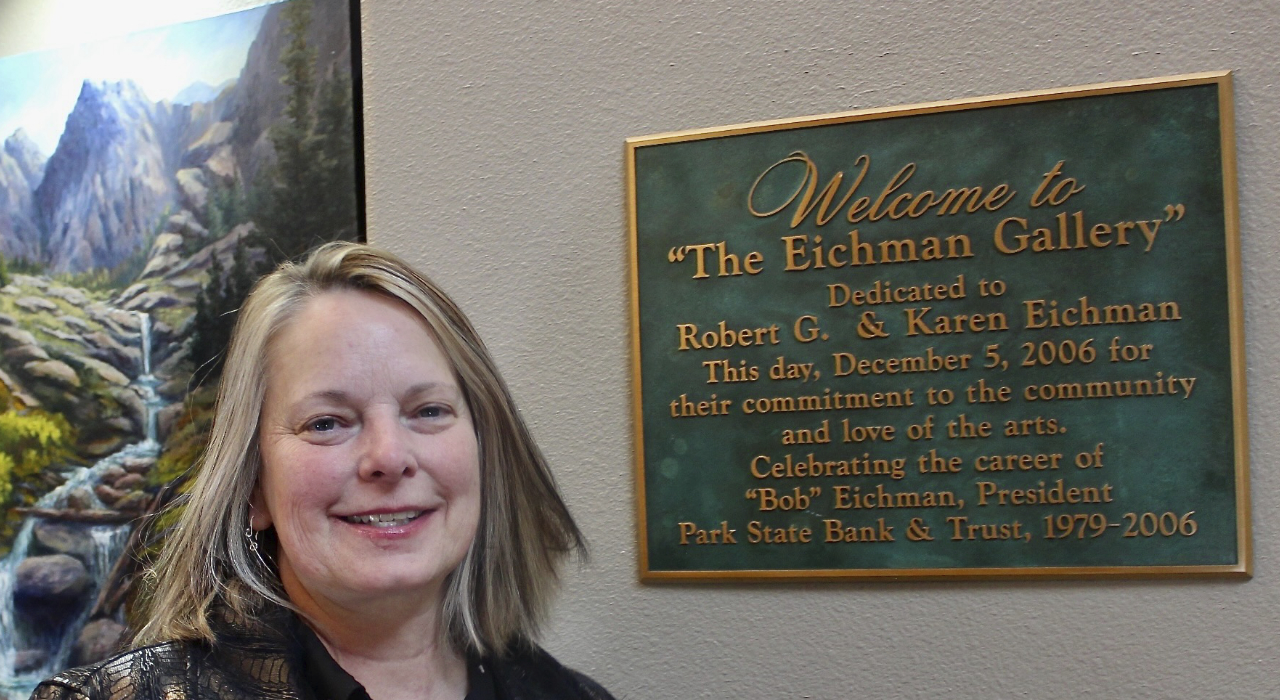 Welcome to
“The Eichman Gallery”
Dedicated to
Robert G. & Karen Eichman
This day, December 5, 2006 for
their commitment to the community
and love of the arts.
Celebrating the career of
“Bob” Eichman, President
Park State Bank & Trust, 1979–2006